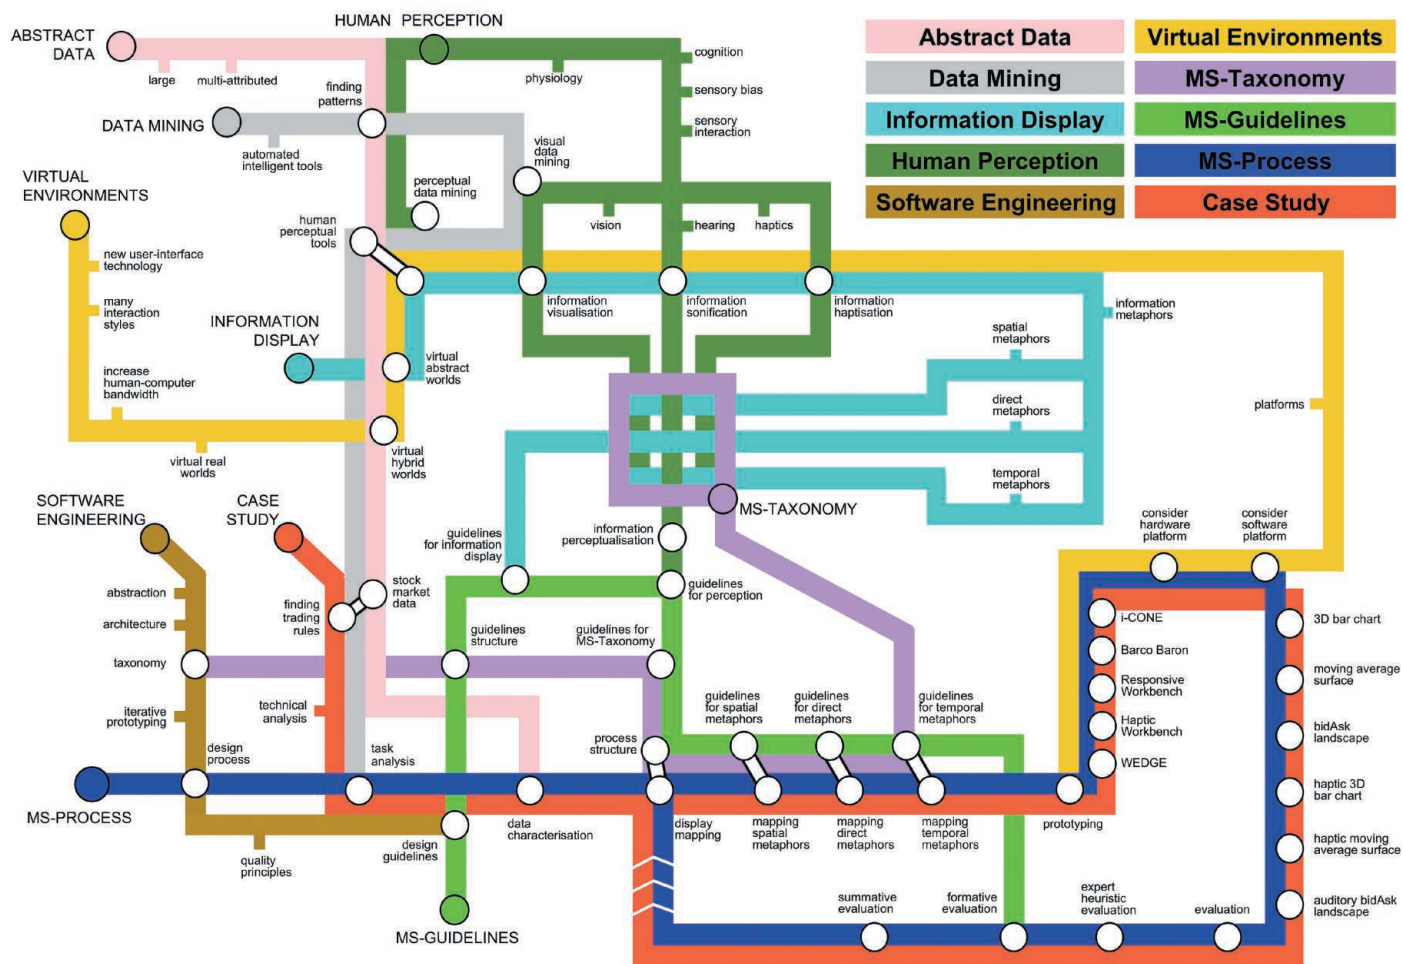 HUMAN PERCEPTION
ABSTRACT
DATA
large
multi-attributed
finding
patterns
physiology
cognition
sensory bias
sensory
interaction
Abstract Data
Virtual Environments
Data Mining
MS-Taxonomy
Information Display
MS-Guidelines
Human Perception
MS-Process
Software Engineering
Case Study
DATA MINING
automated
intelligent tools
visual
data
mining
perceptual
data mining
VIRTUAL
ENVIRONMENTS
human
perceptual
tools
vision
hearing
haptics
new user-interface
technology
many
interaction
styles
information
visualisation
information
sonification
information
haptisation
information
metaphors
INFORMATION
DISPLAY
spatial
metaphors
virtual
abstract
worlds
increase
human-computer
bandwidth
direct
metaphors
platforms
virtual real
worlds
virtual
hybrid
worlds
temporal
metaphors
SOFTWARE
ENGINEERING
CASE
STUDY
MS-TAXONOMY
guidelines
for information
display
information
perceptualisation
consider
hardware
platform
consider
software
platform
abstraction
architecture
taxonomy
iterative
prototyping
finding
trading
rules
stock
market
data
guidelines
for perception
guidelines
structure
guidelines for
MS-Taxonomy
i-CONE
Barco Baron
Responsive
Workbench
Haptic
Workbench
WEDGE
3D bar chart
moving average
surface
bidAsk
landscape
haptic 3D
bar chart
haptic moving
average surface
auditory bidAsk
landscape
technical
analysis
guidelines
for spatial
metaphors
guidelines
for direct
metaphors
guidelines
for temporal
metaphors
design
process
task
analysis
process
structure
MS-PROCESS
data
characterisation
display
mapping
mapping
spatial
metaphors
mapping
direct
metaphors
mapping
temporal
metaphors
prototyping
quality
principles
design
guidelines
MS-GUIDELINES
summative
evaluation
formative
evaluation
expert
heuristic
evaluation
evaluation